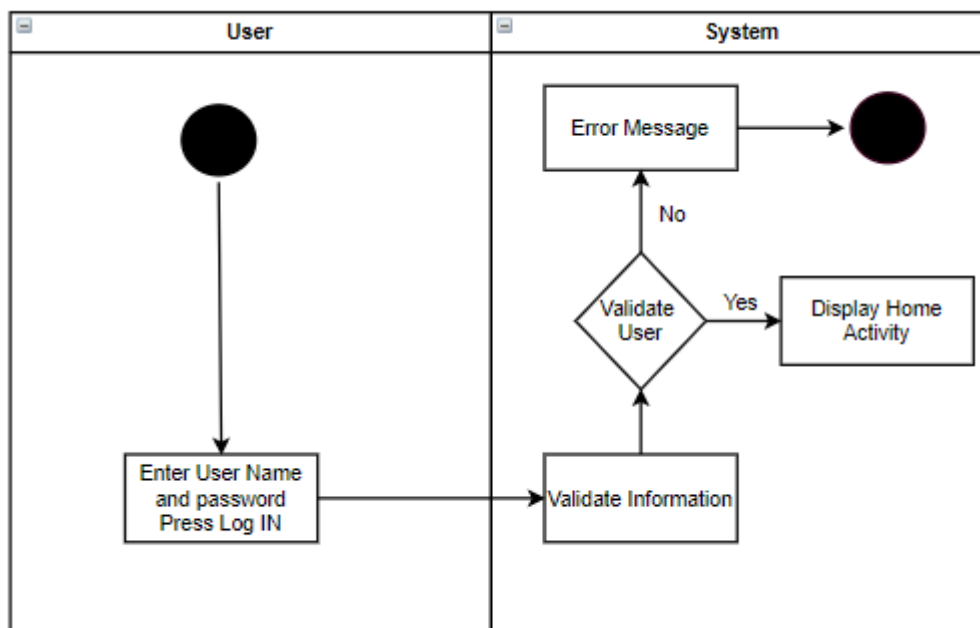 User
System
Error Message
No
Validate
User
Yes
Display Home
Activity
Enter User Name
and password
Press Log IN
Validate Information